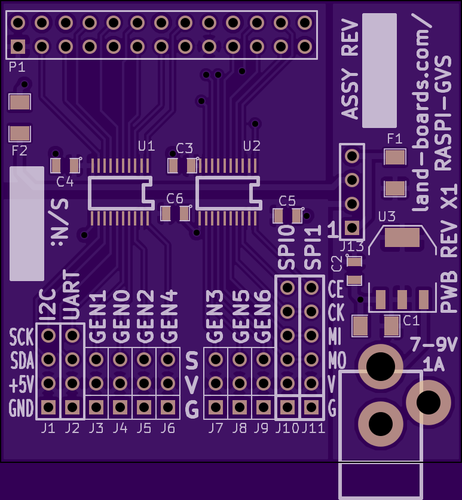 P1
F2
U1
U2
C3
C4
C6
C5
S/N:
ASSY REV
land-boards.com/
RASPI-GVS
PWB REV X1
F1
1
J13
U3
C2
C1
7-9V
1A
I2C
UART
GEN1
GEN0
GEN2
GEN4
GEN3
GEN5
GEN6
SPI0
SPI1
SCK
SDA
+5V
GND
S
V
G
CE
CK
MI
MO
V
G
J1 J2 J3 J4 J5 J6 J7 J8 J9 J10 J11